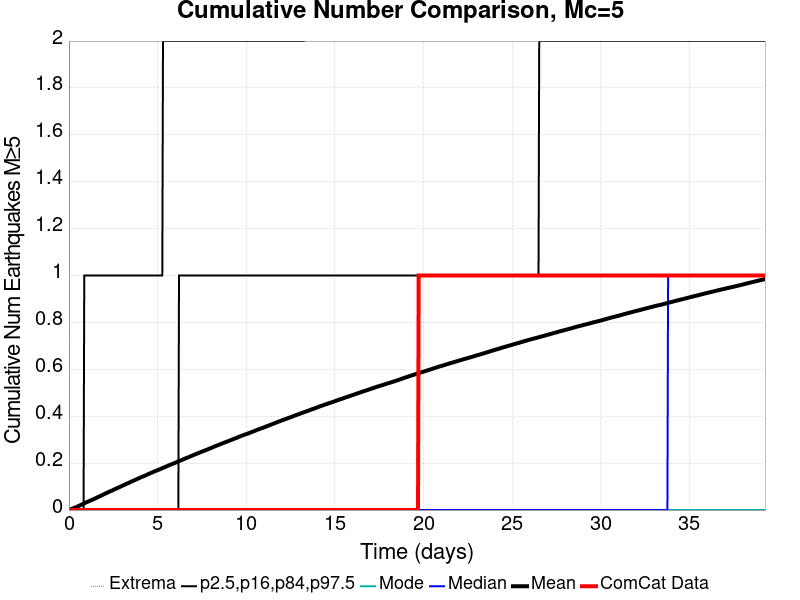 Cumulative Number Comparison, Mc=5
Cumulative Num Earthquakes M≥5
2
1.8
1.6
1.4
1.2
1
0.8
0.6
0.4
0.2
0
0 5 10 15 20 25 30 35
Time (days)
Extrema p2.5,p16,p84,p97.5 Mode Median Mean ComCat Data